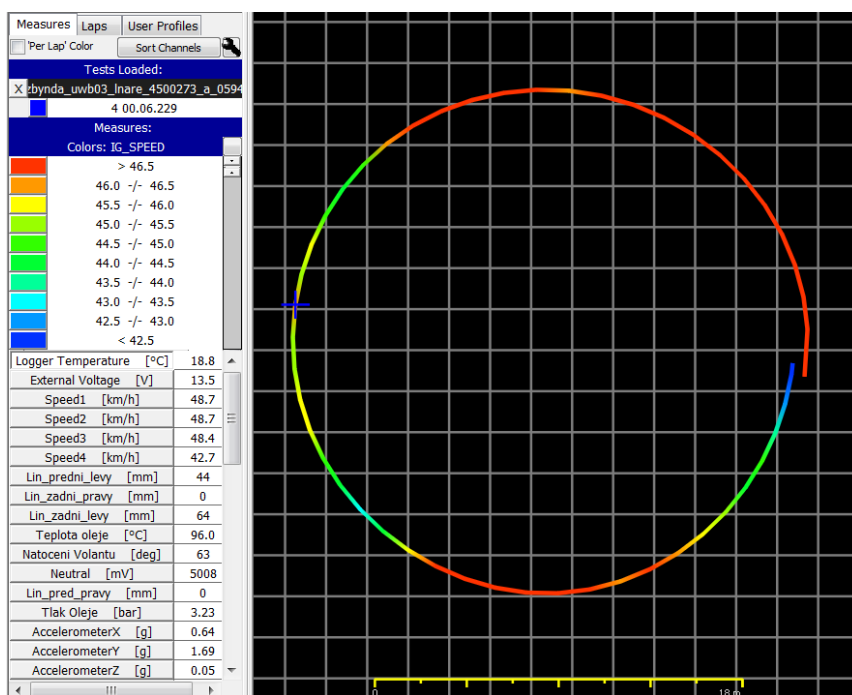 Measures Laps User Profiles
'Per Lap' Color Sort Channels
Tests Loaded:
X zbynda_uwb03_lnare_4500273_a_0594
4 00.06.229
Measures:
Colors: IG_SPEED
> 46.5
46.0 -/- 46.5
45.5 -/- 46.0
45.0 -/- 45.5
44.5 -/- 45.0
44.0 -/- 44.5
43.5 -/- 44.0
43.0 -/- 43.5
42.5 -/- 43.0
< 42.5
Logger Temperature [°C] 18.8
External Voltage [V] 13.5
Speed1 [km/h] 48.7
Speed2 [km/h] 48.7
Speed3 [km/h] 48.4
Speed4 [km/h] 42.7
Lin_predni_levy [mm] 44
Lin_zadni_pravy [mm] 0
Lin_zadni_levy [mm] 64
Teplota oleje [°C] 96.0
Natoceni Volantu [deg] 63
Neutral [mV] 5008
Lin_pred_pravy [mm] 0
Tlak Oleje [bar] 3.23
AccelerometerX [g] 0.64
AccelerometerY [g] 1.69
AccelerometerZ [g] 0.05
0 18 m